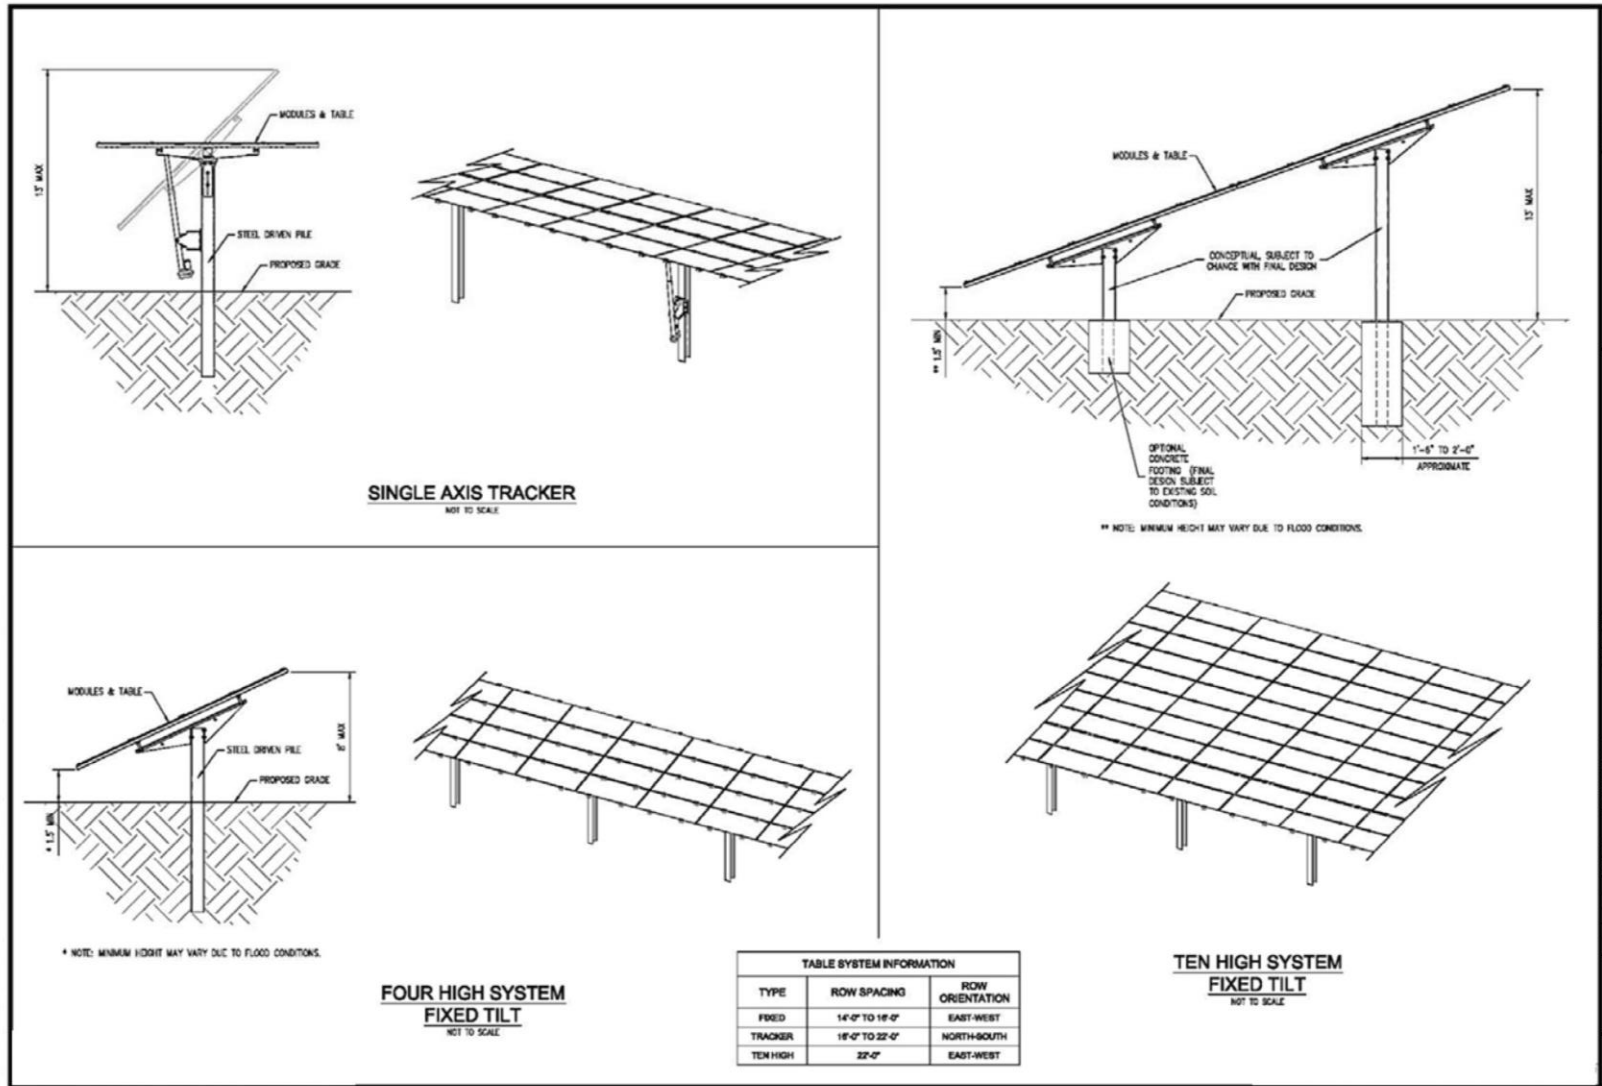 13' MAX
MODULES & TABLE
STEEL DRIVEN PILE
PROPOSED GRADE
SINGLE AXIS TRACKER
NOT TO SCALE
MODULES & TABLE
13' MAX
CONCEPTUAL, SUBJECT TO
CHANGE WITH FINAL DESIGN
PROPOSED GRADE
** 1.5' MIN
OPTIONAL
CONCRETE
FOOTING (FINAL
DESIGN SUBJECT
TO EXISTING SOIL
CONDITIONS)
1'-6" TO 2'-0"
APPROXIMATE
** NOTE: MINIMUM HEIGHT MAY VARY DUE TO FLOOD CONDITIONS.
MODULES & TABLE
8' MAX
STEEL DRIVEN PILE
PROPOSED GRADE
* 1.5' MIN
* NOTE: MINIMUM HEIGHT MAY VARY DUE TO FLOOD CONDITIONS.
FOUR HIGH SYSTEM
FIXED TILT
NOT TO SCALE
TABLE SYSTEM INFORMATION
TYPE ROW SPACING ROW ORIENTATION
FIXED 14'-0" TO 16'-0" EAST-WEST
TRACKER 16'-0" TO 22'-0" NORTH-SOUTH
TEN HIGH 22'-0" EAST-WEST
TEN HIGH SYSTEM
FIXED TILT
NOT TO SCALE